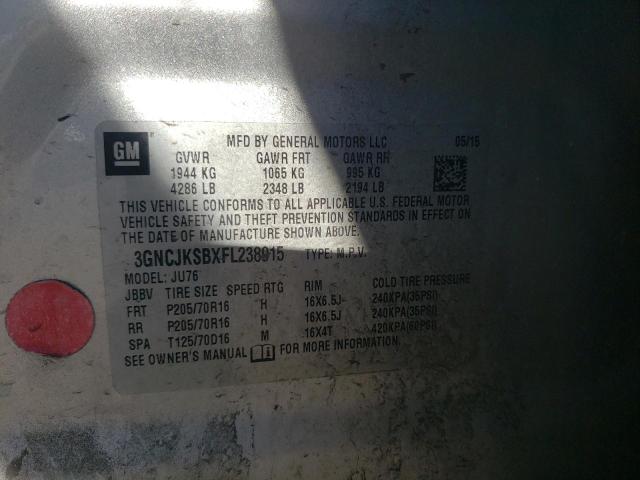 GM
MFD BY GENERAL MOTORS LLC 05/15
GVWR GAWR FRT GAWR RR
1944 KG 1065 KG 995 KG
4286 LB 2348 LB 2194 LB
THIS VEHICLE CONFORMS TO ALL APPLICABLE U.S. FEDERAL MOTOR
VEHICLE SAFETY AND THEFT PREVENTION STANDARDS IN EFFECT ON
THE DATE OF MANUFACTURE SHOWN ABOVE.
3GNCJKSBXFL238915 TYPE: M.P.V.
MODEL: JU76
JBBV TIRE SIZE SPEED RTG RIM COLD TIRE PRESSURE
FRT P205/70R16 H 16X6.5J 240KPA(35PSI)
RR P205/70R16 H 16X6.5J 240KPA(35PSI)
SPA T125/70D16 M 16X4T 420KPA(60PSI)
SEE OWNER'S MANUAL FOR MORE INFORMATION.